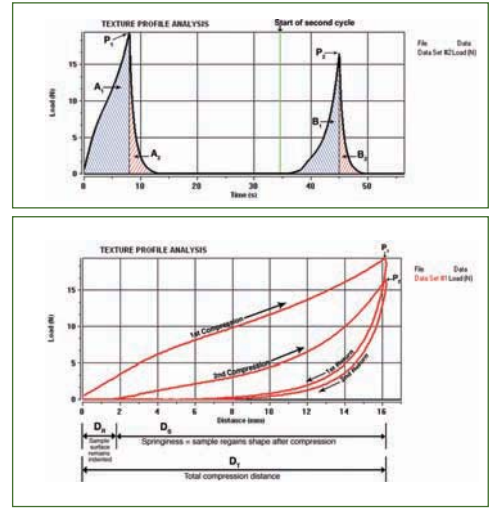 TEXTURE PROFILE ANALYSIS
Start of second cycle
P1
P2
File Data
Data Set #2 Load (N)
A1
A2
B1
B2
Load (N)
15
10
5
0
0 10 20 30 40 50
Time (s)
TEXTURE PROFILE ANALYSIS
P1
P2
File Data
Data Set #1 Load (N)
1st Compression
2nd Compression
1st Return
2nd Return
Load (N)
15
10
5
0
0 2 4 6 8 10 12 14 16
Distance (mm)
DR
DS
Sample
surface
remains
indented
Springiness = sample regains shape after compression
DT
Total compression distance